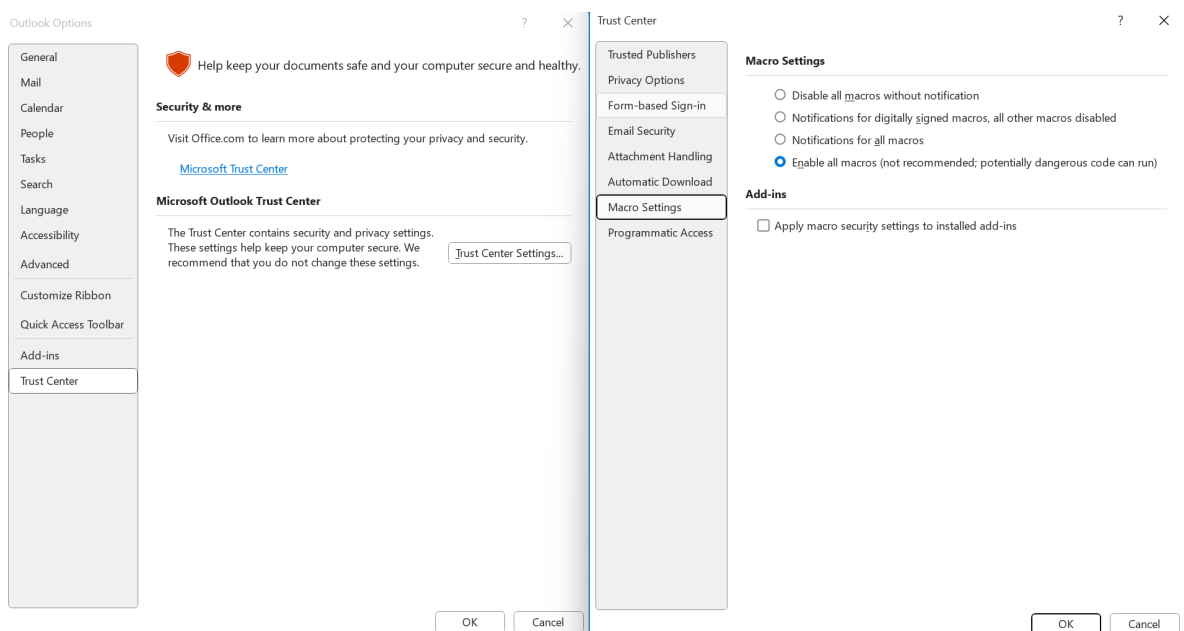 Outlook Options
?
General
Mail
Calendar
People
Tasks
Search
Language
Accessibility
Advanced
Customize Ribbon
Quick Access Toolbar
Add-ins
Trust Center
Help keep your documents safe and your computer secure and healthy.
Security & more
Visit Office.com to learn more about protecting your privacy and security.
Microsoft Trust Center
Microsoft Outlook Trust Center
The Trust Center contains security and privacy settings.
These settings help keep your computer secure. We
recommend that you do not change these settings.
Trust Center Settings...
OK
Cancel
Trust Center
?
Trusted Publishers
Privacy Options
Form-based Sign-in
Email Security
Attachment Handling
Automatic Download
Macro Settings
Programmatic Access
Macro Settings
Disable all macros without notification
Notifications for digitally signed macros, all other macros disabled
Notifications for all macros
Enable all macros (not recommended; potentially dangerous code can run)
Add-ins
Apply macro security settings to installed add-ins
OK
Cancel